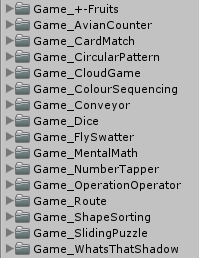 Game_+-Fruits
Game_AvianCounter
Game_CardMatch
Game_CircularPattern
Game_CloudGame
Game_ColourSequencing
Game_Conveyor
Game_Dice
Game_FlySwatter
Game_MentalMath
Game_NumberTapper
Game_OperationOperator
Game_Route
Game_ShapeSorting
Game_SlidingPuzzle
Game_WhatsThatShadow